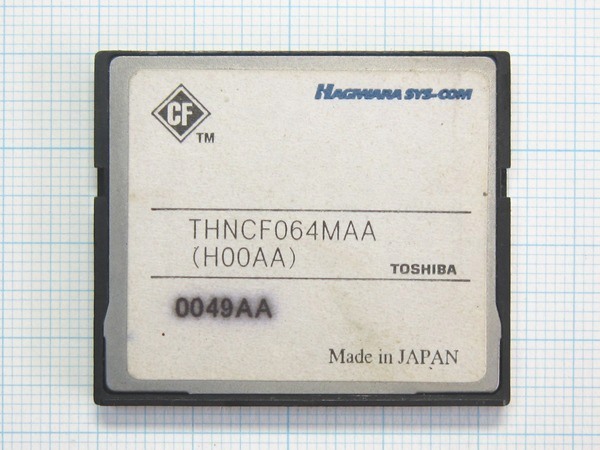 CF
TM
HAGIWARA SYS-COM
THNCF064MAA
(H00AA)
TOSHIBA
0049AA
Made in JAPAN